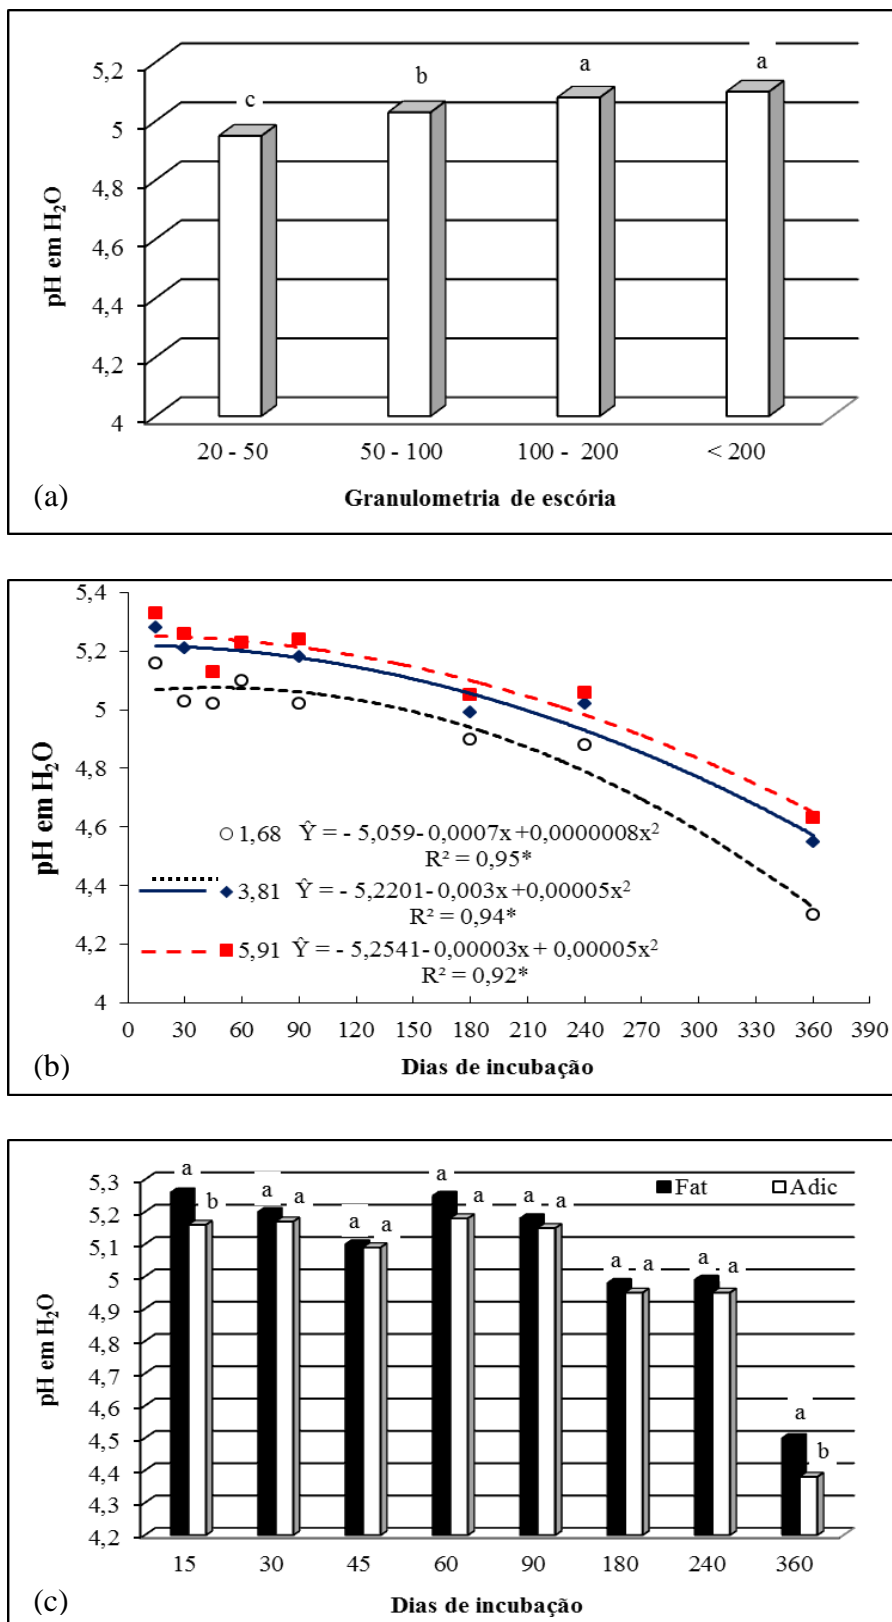 c b a a
5,2
5
4,8
4,6
4,4
4,2
4
pH em H₂O
20 - 50 50 - 100 100 - 200 < 200
Granulometria de escória
(a)
5,4
5,2
5
4,8
4,6
4,4
4,2
4
pH em H₂O
1,68 Ŷ = - 5,059- 0,0007x +0,0000008x²
R² = 0,95*
3,81 Ŷ = - 5,2201- 0,003x +0,00005x²
R² = 0,94*
5,91 Ŷ = - 5,2541- 0,00003x + 0,00005x²
R² = 0,92*
0 30 60 90 120 150 180 210 240 270 300 330 360 390
Dias de incubação
(b)
Fat Adic
a b a a a a a a a a a a a a a b
5,3
5,2
5,1
5
4,9
4,8
4,7
4,6
4,5
4,4
4,3
4,2
pH em H₂O
15 30 45 60 90 180 240 360
Dias de incubação
(c)